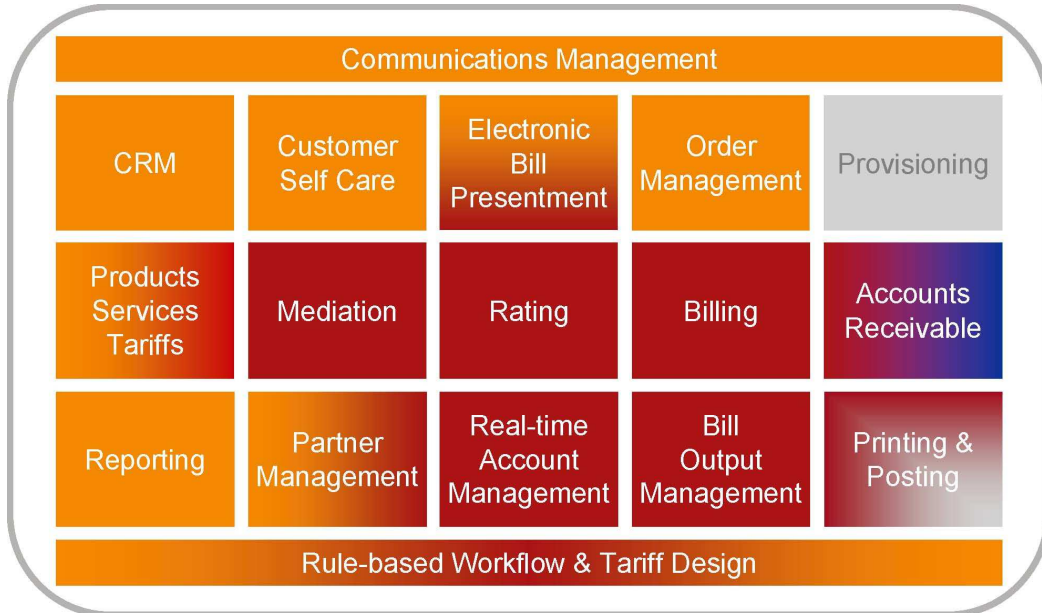 Communications Management
CRM
Customer
Self Care
Electronic
Bill
Presentment
Order
Management
Provisioning
Products
Services
Tariffs
Mediation
Rating
Billing
Accounts
Receivable
Reporting
Partner
Management
Real-time
Account
Management
Bill
Output
Management
Printing &
Posting
Rule-based Workflow & Tariff Design